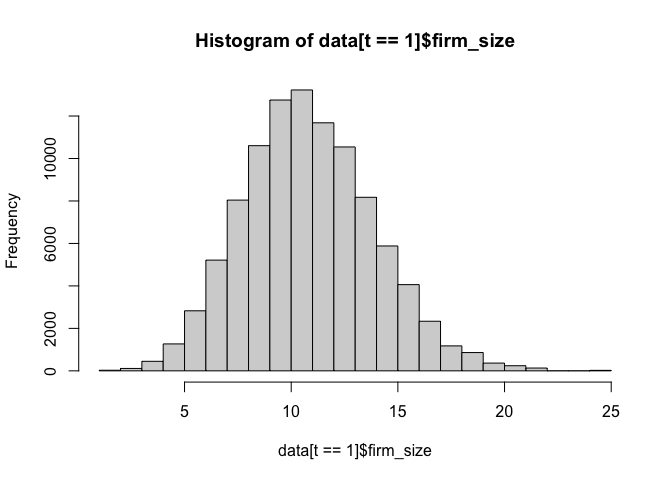 Histogram of data[t == 1]$firm_size
Frequency
10000
6000
2000
0
5 10 15 20 25
data[t == 1]$firm_size